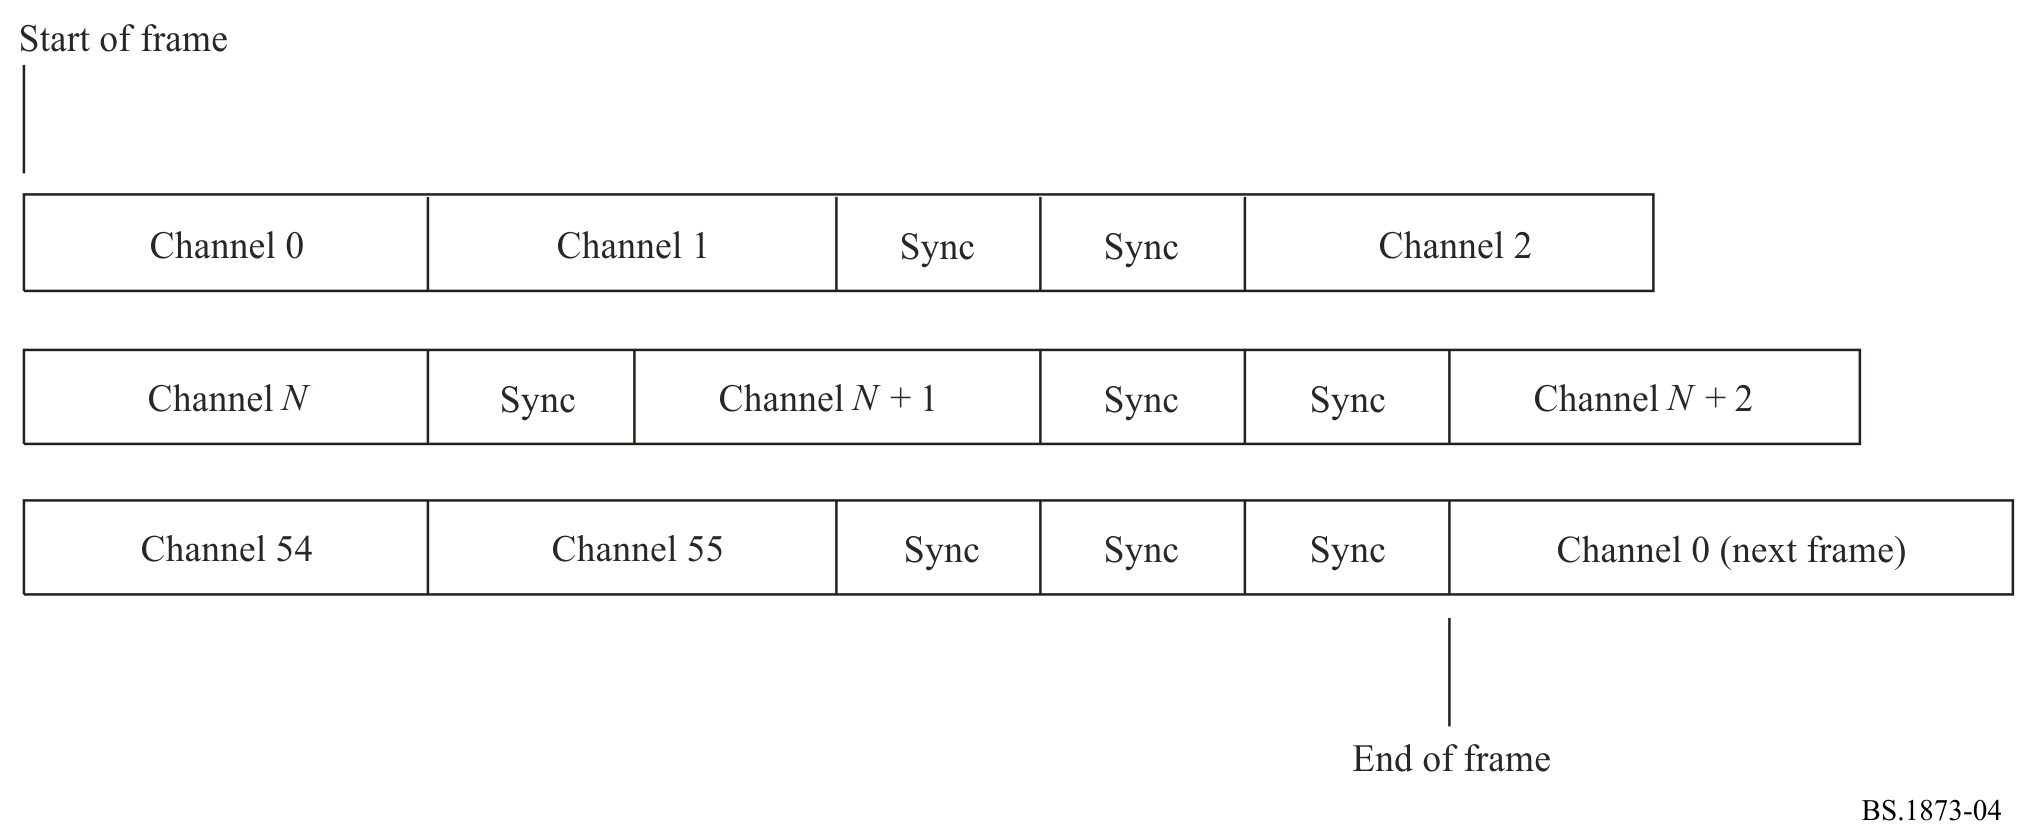 Start of frame
Channel 0 Channel 1 Sync Sync Channel 2
Channel N Sync Channel N + 1 Sync Sync Channel N + 2
Channel 54 Channel 55 Sync Sync Sync Channel 0 (next frame)
End of frame
BS.1873-04